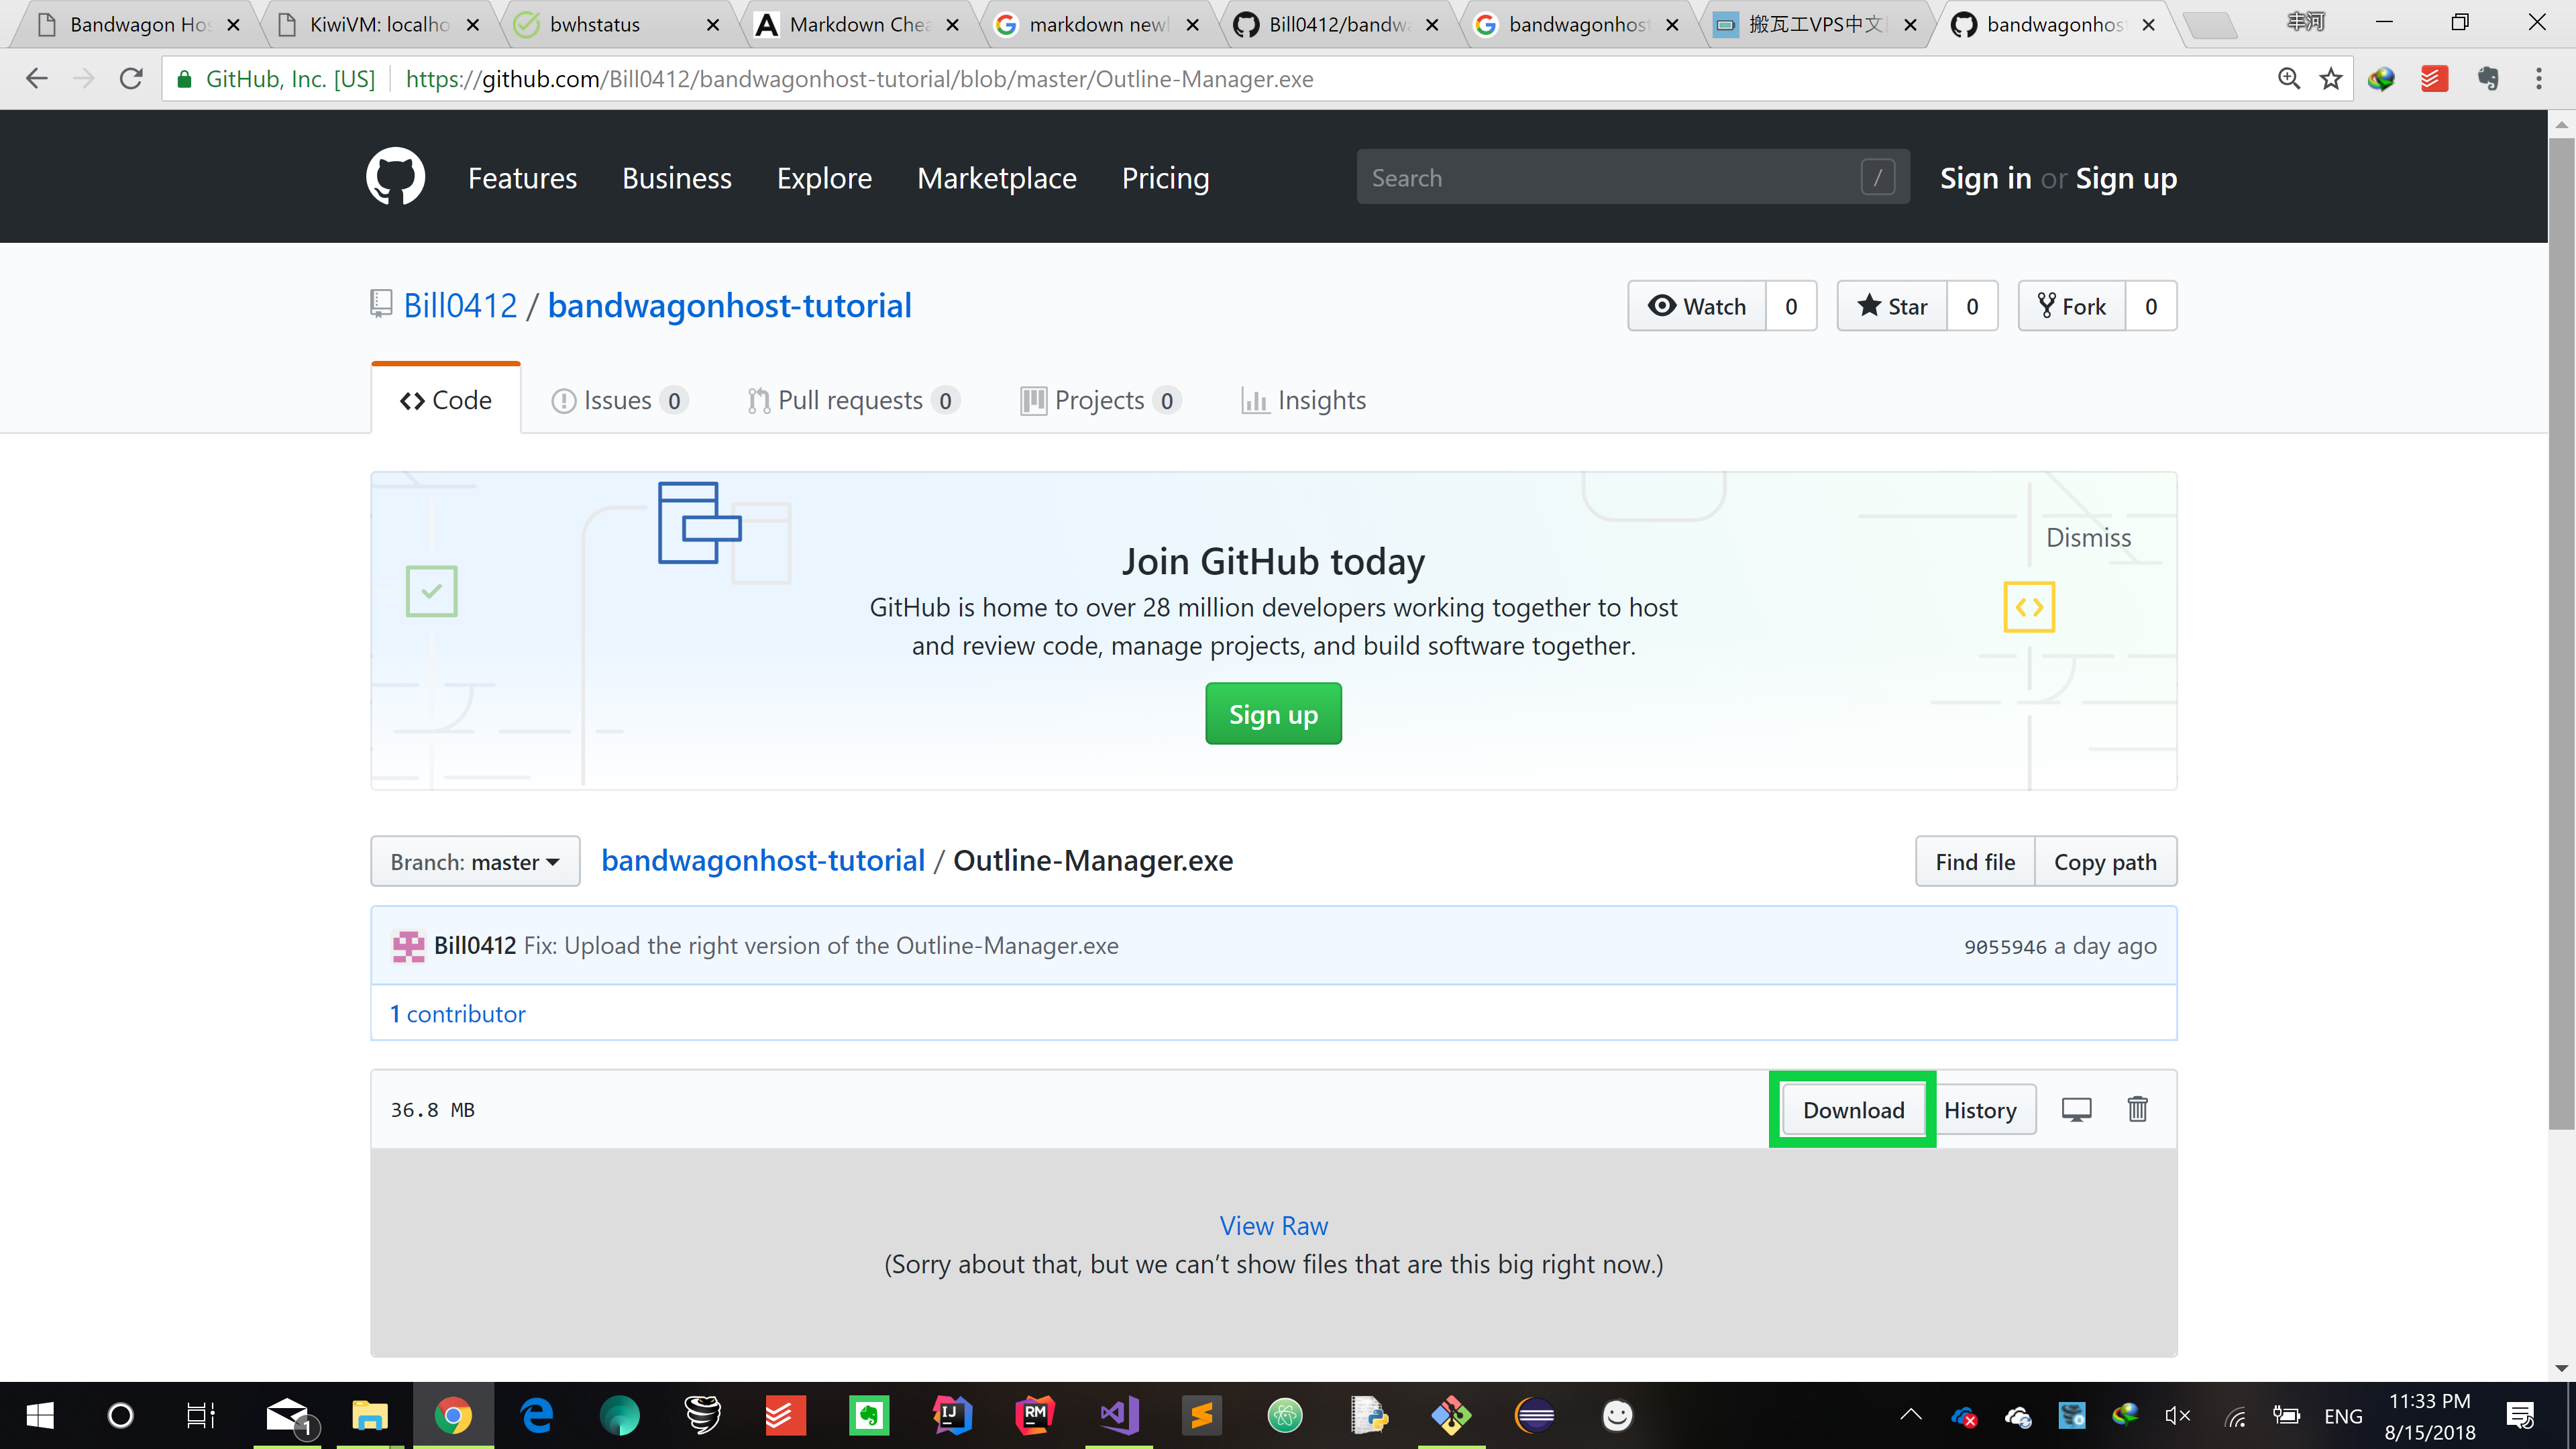 Bandwagon Hos
KiwiVM: localho
bwhstatus
Markdown Chea
markdown newl
Bill0412/bandwa
bandwagonhost
搬瓦工VPS中文
bandwagonhos
丰河
GitHub, Inc. [US]
https://github.com/Bill0412/bandwagonhost-tutorial/blob/master/Outline-Manager.exe
Features
Business
Explore
Marketplace
Pricing
Search
/
Sign in or Sign up
Bill0412 / bandwagonhost-tutorial
Watch 0
Star 0
Fork 0
Code
Issues 0
Pull requests 0
Projects 0
Insights
Dismiss
Join GitHub today
GitHub is home to over 28 million developers working together to host
and review code, manage projects, and build software together.
Sign up
Branch: master
bandwagonhost-tutorial / Outline-Manager.exe
Find file
Copy path
Bill0412 Fix: Upload the right version of the Outline-Manager.exe
9055946 a day ago
1 contributor
36.8 MB
Download
History
View Raw
(Sorry about that, but we can’t show files that are this big right now.)
1
IJ
RM
ENG
11:33 PM
8/15/2018